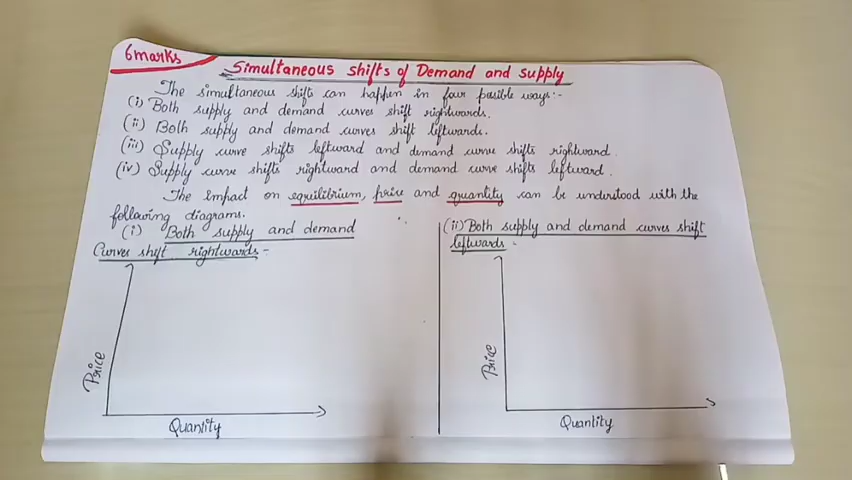 6marks
Simultaneous shifts of Demand and supply
The simultaneous shifts can happen in four posible ways:-
(i) Both supply and demand curves shift rightwards.
(ii) Both supply and demand curves shift leftwards.
(iii) Supply curve shifts leftward and demand curve shifts rightward.
(iv) Supply curve shifts rightward and demand curve shifts leftward.
The impact on equilibrium, price and quantity can be understood with the
following diagrams.
(i) Both supply and demand
Curves shift rightwards:-
Price
Quantity
(ii) Both supply and demand curves shift
leftwards:-
Price
Quantity